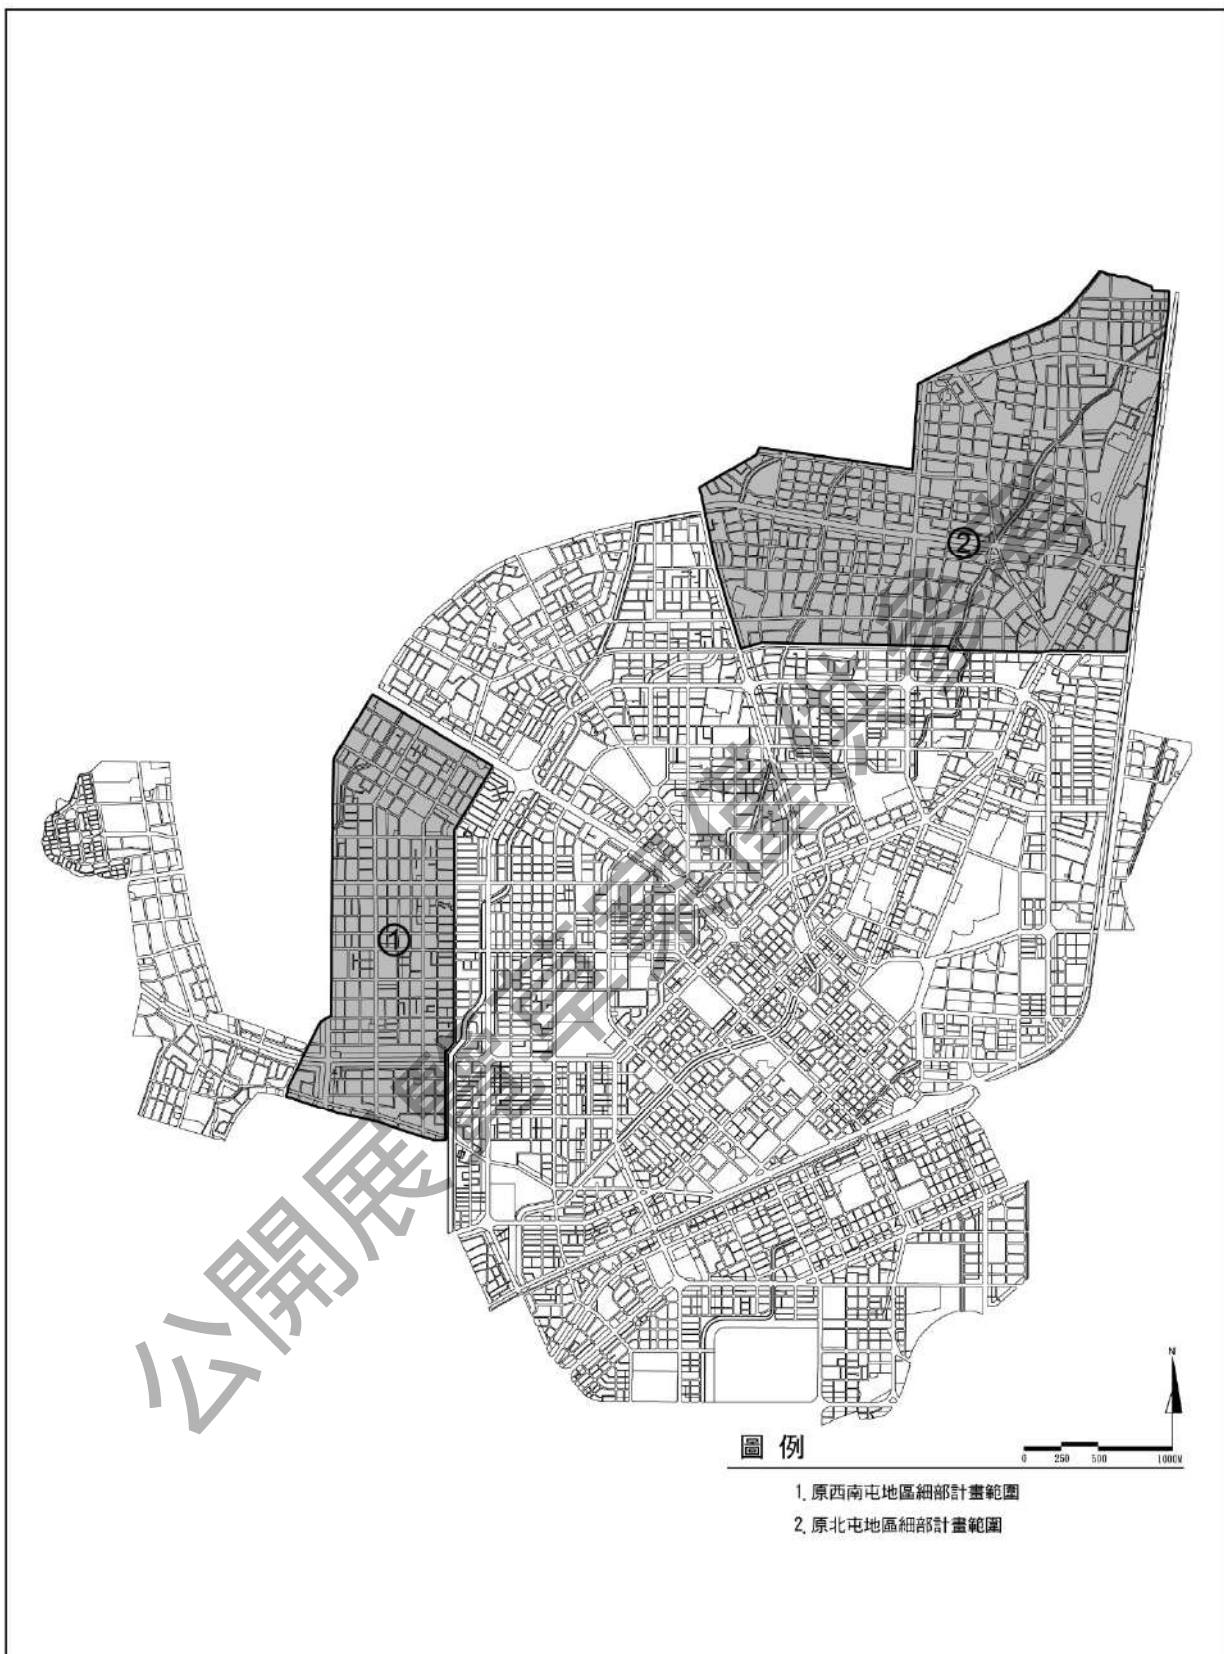 ②
①
公開展覽草案僅供參考
N
圖 例
0 250 500 1000M
1. 原西南屯地區細部計畫範圍
2. 原北屯地區細部計畫範圍